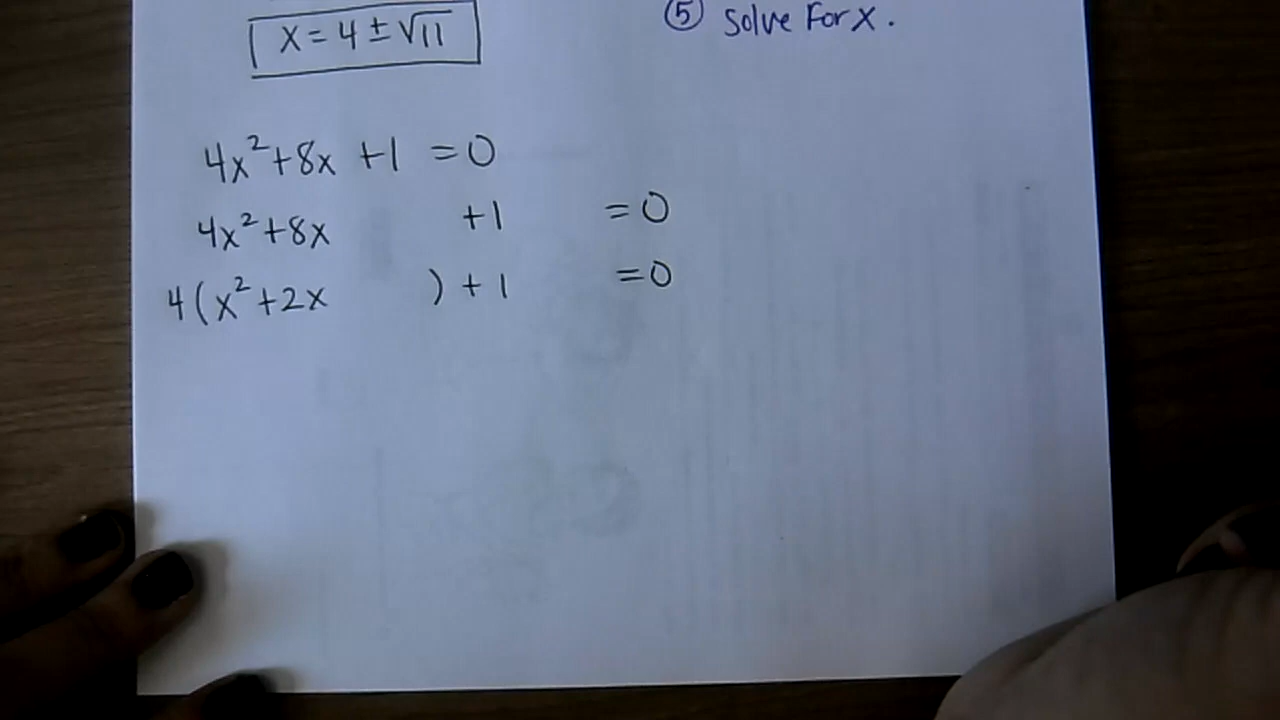 x = 4 ± √11
⑤ Solve For x.
4x² + 8x + 1 = 0
4x² + 8x + 1 = 0
4(x² + 2x ) + 1 = 0